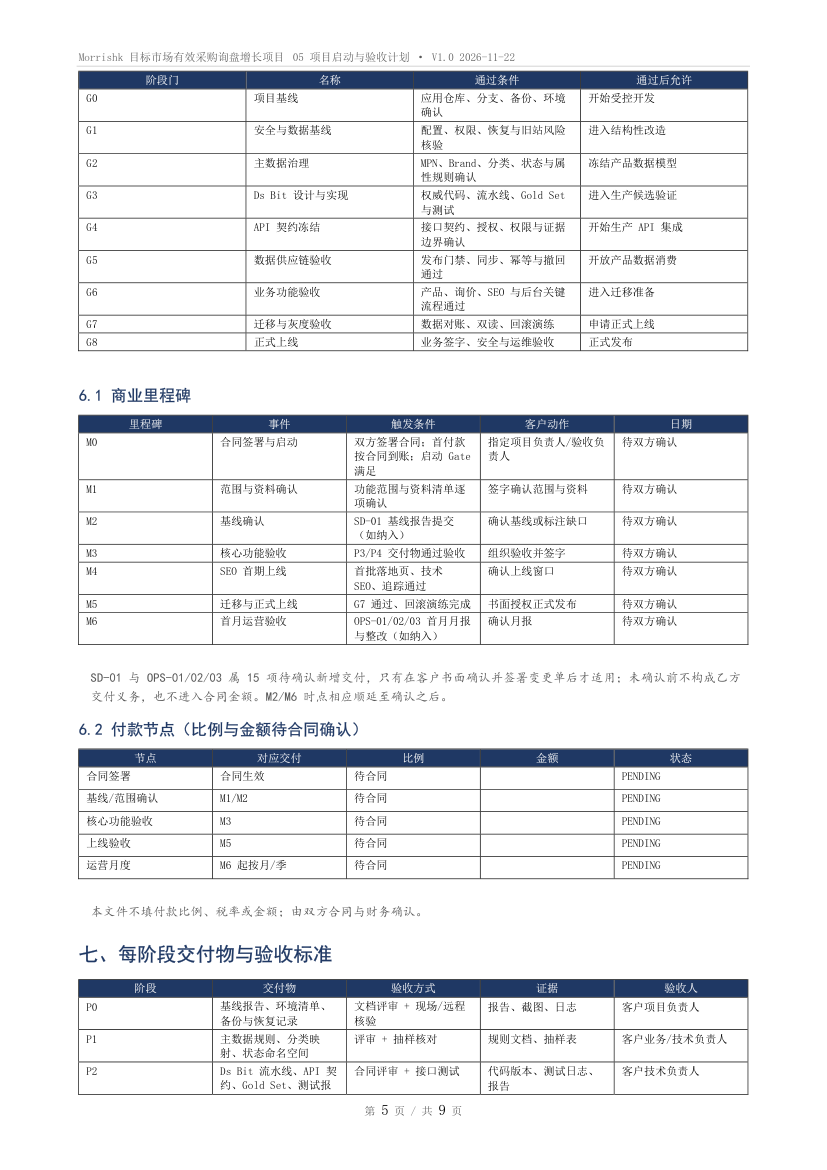 Morrishk 目标市场有效采购询盘增长项目 05 项目启动与验收计划 • V1.0 2026-11-22
阶段门 名称 通过条件 通过后允许
G0 项目基线 应用仓库、分支、备份、环境 开始受控开发
确认
G1 安全与数据基线 配置、权限、恢复与旧站风险 进入结构性改造
核验
G2 主数据治理 MPN、Brand、分类、状态与属 冻结产品数据模型
性规则确认
G3 Ds Bit 设计与实现 权威代码、流水线、Gold Set 进入生产候选验证
与测试
G4 API 契约冻结 接口契约、授权、权限与证据 开始生产 API 集成
边界确认
G5 数据供应链验收 发布门禁、同步、幂等与撤回 开放产品数据消费
通过
G6 业务功能验收 产品、询价、SEO 与后台关键 进入迁移准备
流程通过
G7 迁移与灰度验收 数据对账、双读、回滚演练 申请正式上线
G8 正式上线 业务签字、安全与运维验收 正式发布
6.1 商业里程碑
里程碑 事件 触发条件 客户动作 日期
M0 合同签署与启动 双方签署合同；首付款 指定项目负责人/验收负 待双方确认
按合同到账；启动 Gate 责人
满足
M1 范围与资料确认 功能范围与资料清单逐 签字确认范围与资料 待双方确认
项确认
M2 基线确认 SD-01 基线报告提交 确认基线或标注缺口 待双方确认
（如纳入）
M3 核心功能验收 P3/P4 交付物通过验收 组织验收并签字 待双方确认
M4 SEO 首期上线 首批落地页、技术 确认上线窗口 待双方确认
SEO、追踪通过
M5 迁移与正式上线 G7 通过、回滚演练完成 书面授权正式发布 待双方确认
M6 首月运营验收 OPS-01/02/03 首月月报 确认月报 待双方确认
与整改（如纳入）
SD-01 与 OPS-01/02/03 属 15 项待确认新增交付，只有在客户书面确认并签署变更单后才适用；未确认前不构成乙方
交付义务，也不进入合同金额。M2/M6 时点相应顺延至确认之后。
6.2 付款节点（比例与金额待合同确认）
节点 对应交付 比例 金额 状态
合同签署 合同生效 待合同 PENDING
基线/范围确认 M1/M2 待合同 PENDING
核心功能验收 M3 待合同 PENDING
上线验收 M5 待合同 PENDING
运营月度 M6 起按月/季 待合同 PENDING
本文件不填付款比例、税率或金额；由双方合同与财务确认。
七、每阶段交付物与验收标准
阶段 交付物 验收方式 证据 验收人
P0 基线报告、环境清单、 文档评审 + 现场/远程 报告、截图、日志 客户项目负责人
备份与恢复记录 核验
P1 主数据规则、分类映 评审 + 抽样核对 规则文档、抽样表 客户业务/技术负责人
射、状态命名空间
P2 Ds Bit 流水线、API 契 合同评审 + 接口测试 代码版本、测试日志、 客户技术负责人
约、Gold Set、测试报 报告
第 5 页 / 共 9 页